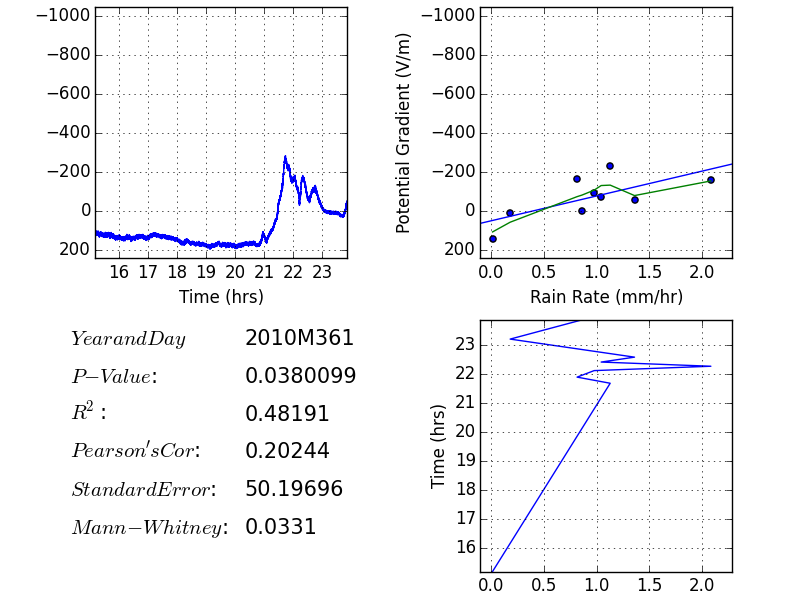 −1000
−800
−600
−400
−200
0
200
16 17 18 19 20 21 22 23
Time (hrs)
Potential Gradient (V/m)
−1000
−800
−600
−400
−200
0
200
0.0 0.5 1.0 1.5 2.0
Rain Rate (mm/hr)
YearandDay 2010M361
P−Value: 0.0380099
R²: 0.48191
Pearson'sCor: 0.20244
StandardError: 50.19696
Mann−Whitney: 0.0331
Time (hrs)
23
22
21
20
19
18
17
16
0.0 0.5 1.0 1.5 2.0